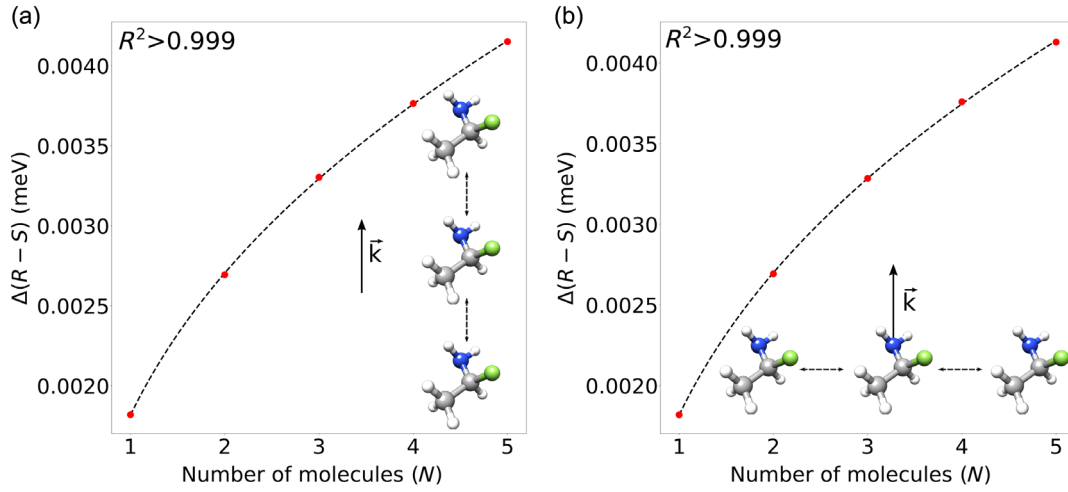 (a)
R²>0.999
0.0040
0.0035
0.0030
0.0025
0.0020
Δ(R − S) (meV)
k⃗
1 2 3 4 5
Number of molecules (N)
(b)
R²>0.999
0.0040
0.0035
0.0030
0.0025
0.0020
Δ(R − S) (meV)
k⃗
1 2 3 4 5
Number of molecules (N)